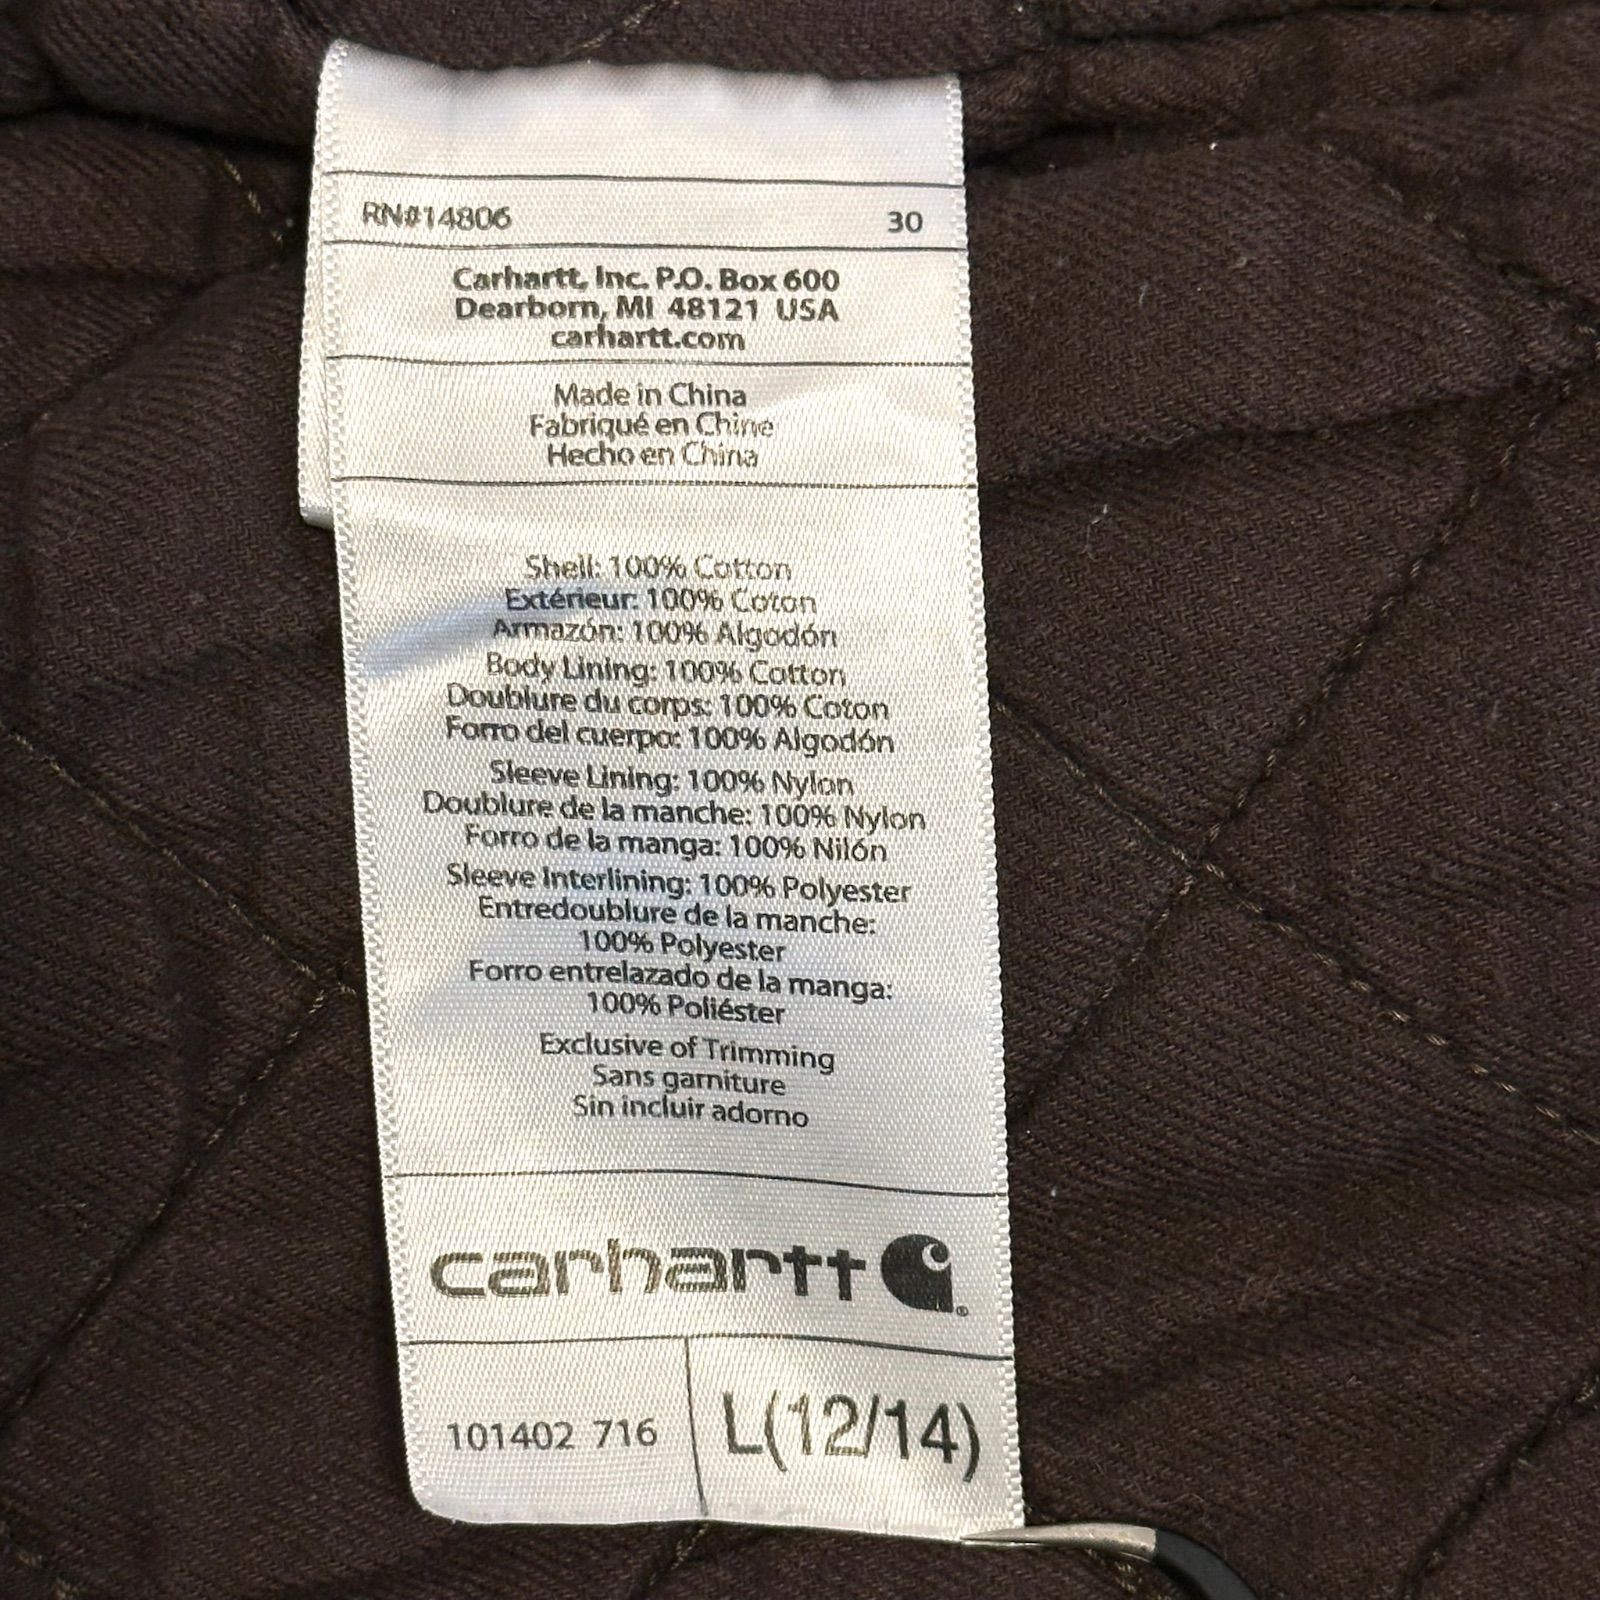 RN#14806 30
Carhartt, Inc. P.O. Box 600
Dearborn, MI 48121 USA
carhartt.com
Made in China
Fabriqué en Chine
Hecho en China
Shell: 100% Cotton
Extérieur: 100% Coton
Armazón: 100% Algodón
Body Lining: 100% Cotton
Doublure du corps: 100% Coton
Forro del cuerpo: 100% Algodón
Sleeve Lining: 100% Nylon
Doublure de la manche: 100% Nylon
Forro de la manga: 100% Nilón
Sleeve Interlining: 100% Polyester
Entredoublure de la manche:
100% Polyester
Forro entrelazado de la manga:
100% Poliéster
Exclusive of Trimming
Sans garniture
Sin incluir adorno
carhartt ®
101402 716 L(12/14)